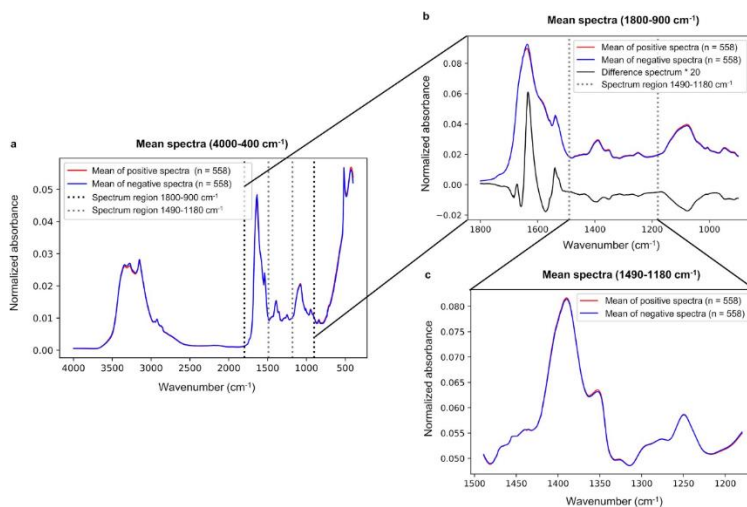 a
Mean spectra (4000-400 cm⁻¹)
Mean of positive spectra (n = 558)
Mean of negative spectra (n = 558)
Spectrum region 1800-900 cm⁻¹
Spectrum region 1490-1180 cm⁻¹
Normalized absorbance
0.05
0.04
0.03
0.02
0.01
0.00
4000 3500 3000 2500 2000 1500 1000 500
Wavenumber (cm⁻¹)
b
Mean spectra (1800-900 cm⁻¹)
Mean of positive spectra (n = 558)
Mean of negative spectra (n = 558)
Difference spectrum * 20
Spectrum region 1490-1180 cm⁻¹
Normalized absorbance
0.08
0.06
0.04
0.02
0.00
−0.02
1800 1600 1400 1200 1000
Wavenumber (cm⁻¹)
c
Mean spectra (1490-1180 cm⁻¹)
Mean of positive spectra (n = 558)
Mean of negative spectra (n = 558)
Normalized absorbance
0.080
0.075
0.070
0.065
0.060
0.055
0.050
1500 1450 1400 1350 1300 1250 1200
Wavenumber (cm⁻¹)